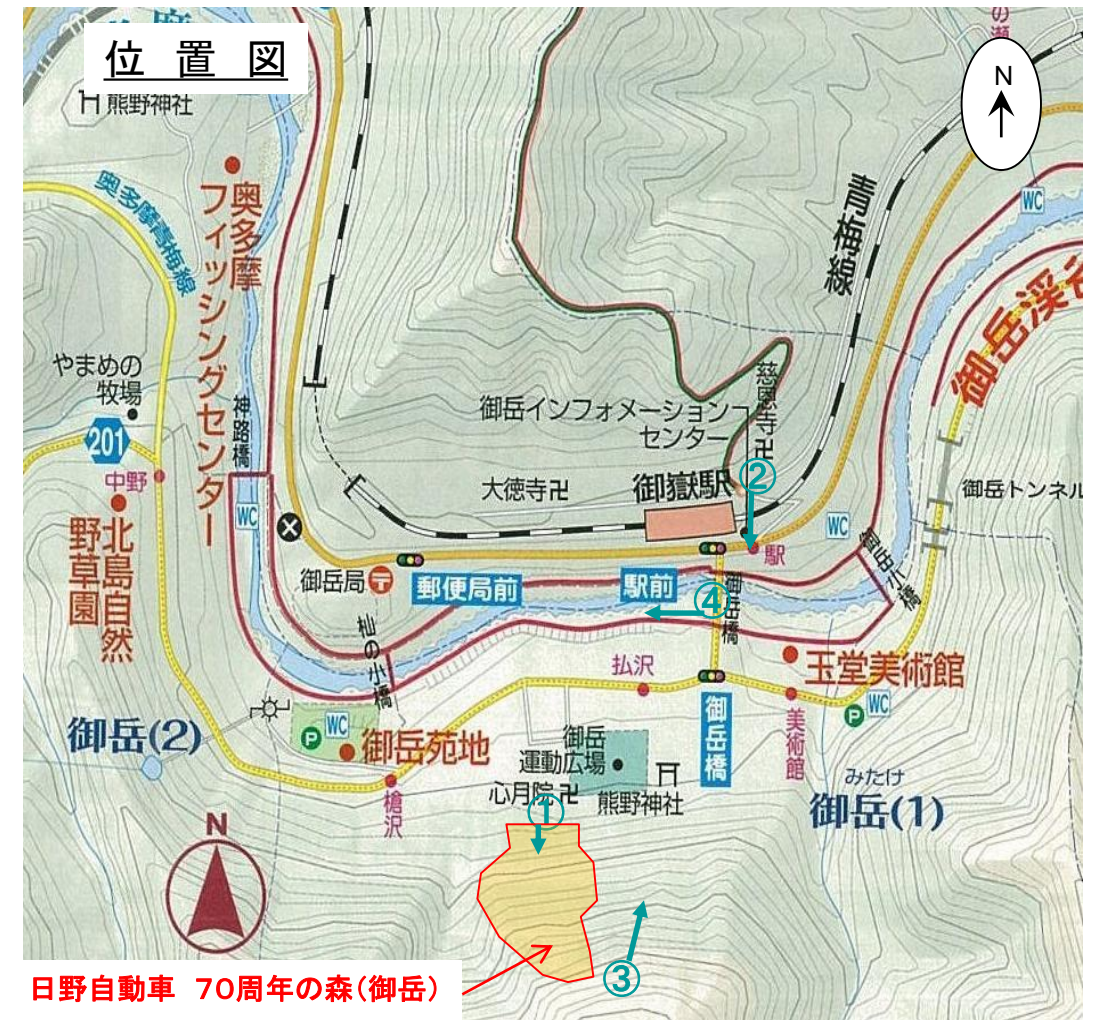 位 置 図
N
熊野神社
奥多摩
フィッシングセンター
奥多摩青梅線
青梅線
WC
御岳渓谷
やまめの
牧場
神路橋
201
中野
慈恩寺
御岳インフォメーション
センター
大徳寺
御嶽駅
②
御岳トンネル
WC
WC
北島自然
野草園
駅
御岳小橋
御岳局
郵便局前
駅前
④
御岳橋
杣の小橋
払沢
玉堂美術館
御岳(2)
P
WC
御岳苑地
御岳橋
美術館
P
WC
御岳
運動広場
心月院
熊野神社
みたけ
御岳(1)
槍沢
①
N
③
日野自動車 70周年の森(御岳)